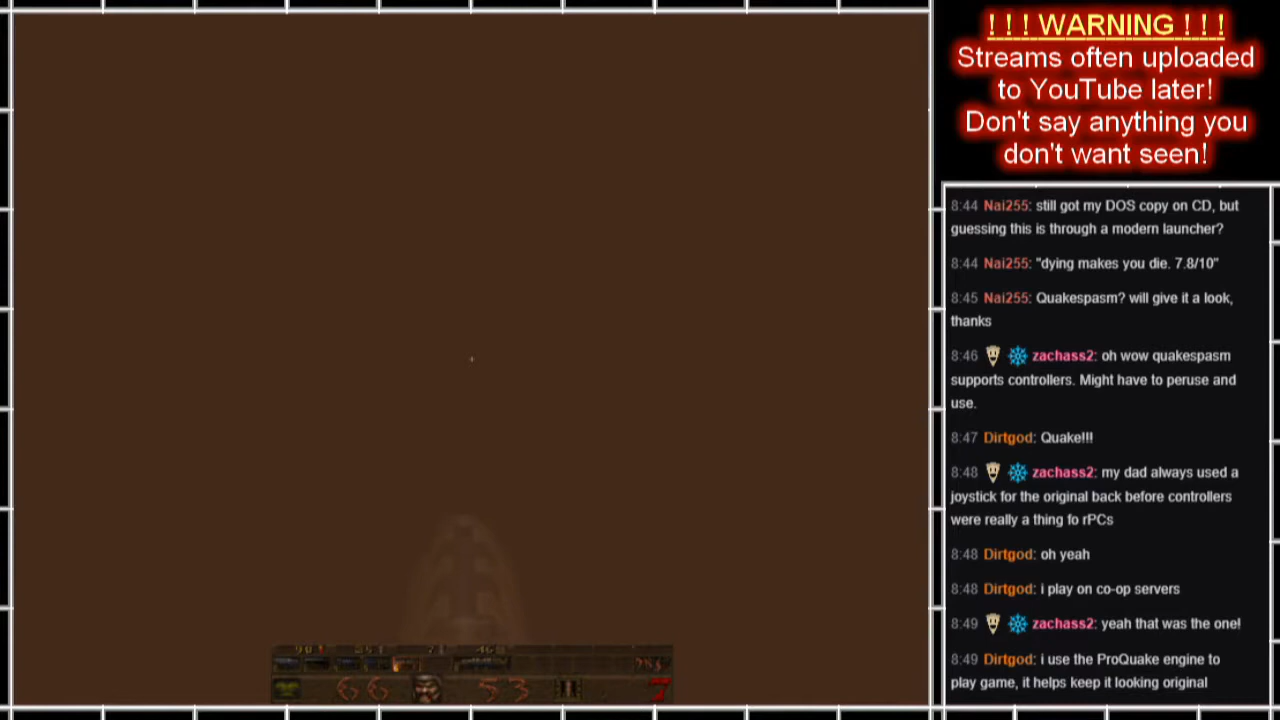 ! ! ! WARNING ! ! !
Streams often uploaded
to YouTube later!
Don't say anything you
don't want seen!
8:44 Nai255: still got my DOS copy on CD, but
guessing this is through a modern launcher?
8:44 Nai255: "dying makes you die. 7.8/10"
8:45 Nai255: Quakespasm? will give it a look,
thanks
8:46 zachass2: oh wow quakespasm
supports controllers. Might have to peruse and
use.
8:47 Dirtgod: Quake!!!
8:48 zachass2: my dad always used a
joystick for the original back before controllers
were really a thing fo rPCs
8:48 Dirtgod: oh yeah
8:48 Dirtgod: i play on co-op servers
8:49 zachass2: yeah that was the one!
8:49 Dirtgod: i use the ProQuake engine to
play game, it helps keep it looking original
66 53 7